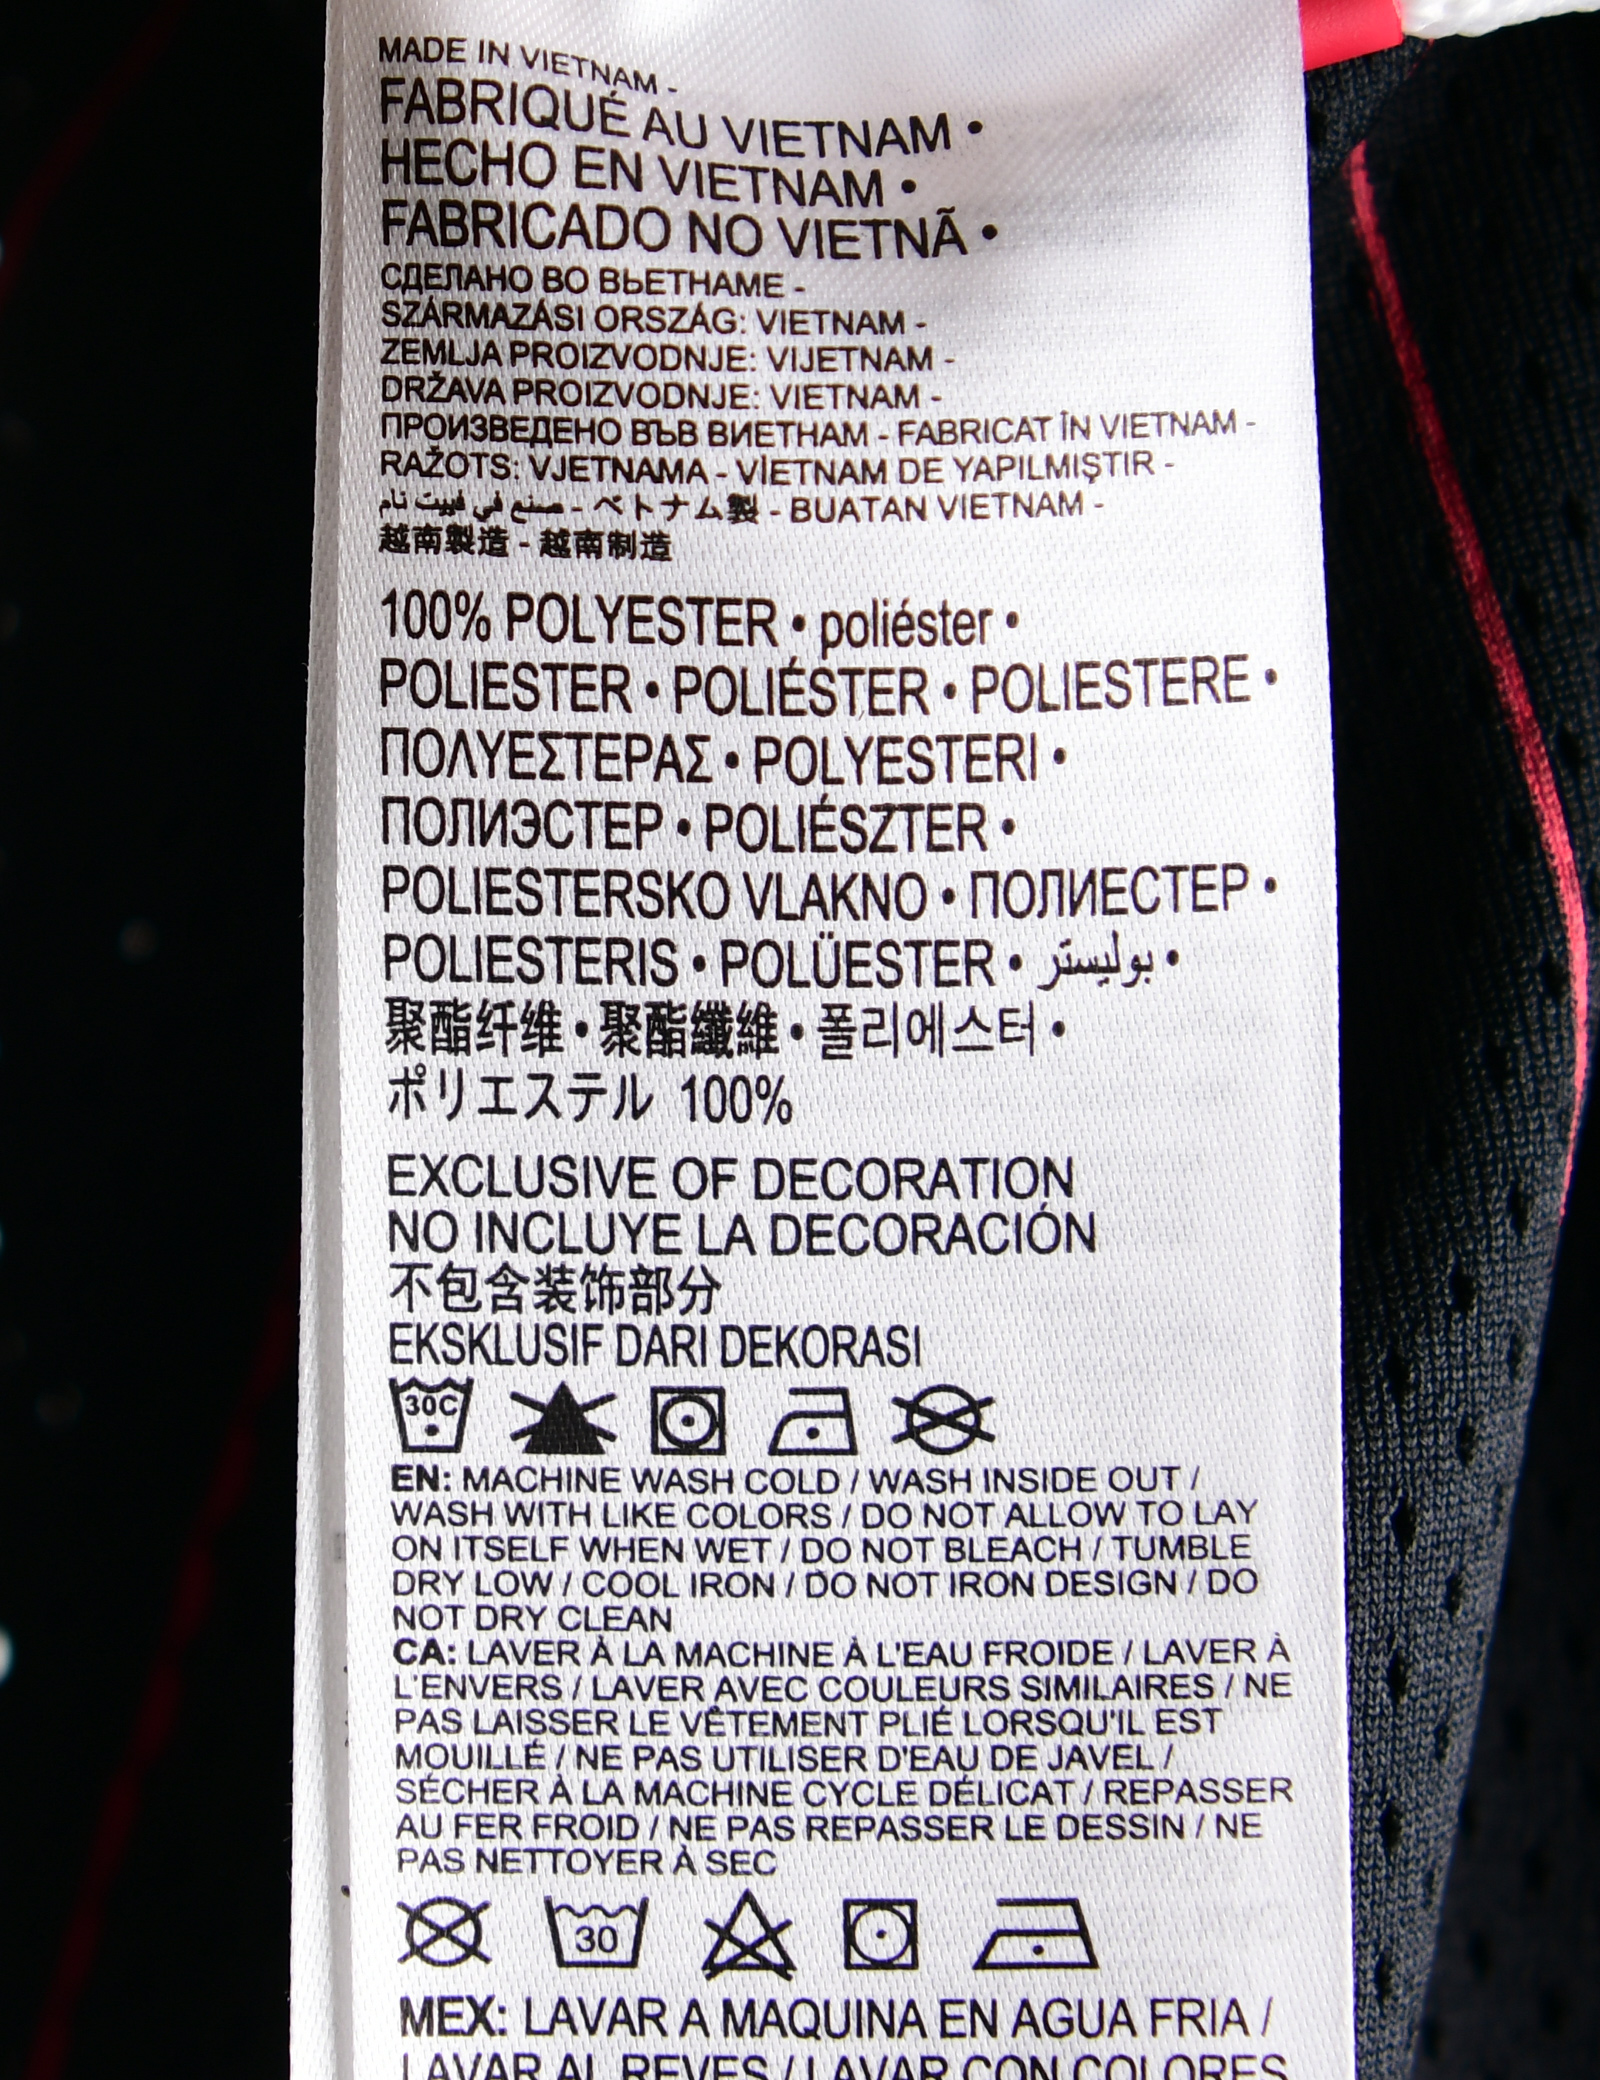 MADE IN VIETNAM -
FABRIQUÉ AU VIETNAM •
HECHO EN VIETNAM •
FABRICADO NO VIETNÃ •
СДЕЛАНО ВО ВЬЕТНАМЕ -
SZÁRMAZÁSI ORSZÁG: VIETNAM -
ZEMLJA PROIZVODNJE: VIJETNAM -
DRŽAVA PROIZVODNJE: VIETNAM -
ПРОИЗВЕДЕНО ВЪВ ВИЕТНАМ - FABRICAT ÎN VIETNAM -
RAŽOTS: VJETNAMA - VİETNAM DE YAPILMIŞTIR -
صنع في فييت نام - ベトナム製 - BUATAN VIETNAM -
越南製造 - 越南制造
100% POLYESTER • poliéster •
POLIESTER • POLIÉSTER • POLIESTERE •
ΠΟΛΥΕΣΤΕΡΑΣ • POLYESTERI •
ПОЛИЭСТЕР • POLIÉSZTER •
POLIESTERSKO VLAKNO • ПОЛИЕСТЕР •
POLIESTERIS • POLÜESTER • بوليستر •
聚酯纤维 • 聚酯纖維 • 폴리에스터 •
ポリエステル 100%
EXCLUSIVE OF DECORATION
NO INCLUYE LA DECORACIÓN
不包含装饰部分
EKSKLUSIF DARI DEKORASI
30C
EN: MACHINE WASH COLD / WASH INSIDE OUT /
WASH WITH LIKE COLORS / DO NOT ALLOW TO LAY
ON ITSELF WHEN WET / DO NOT BLEACH / TUMBLE
DRY LOW / COOL IRON / DO NOT IRON DESIGN / DO
NOT DRY CLEAN
CA: LAVER À LA MACHINE À L'EAU FROIDE / LAVER À
L'ENVERS / LAVER AVEC COULEURS SIMILAIRES / NE
PAS LAISSER LE VÊTEMENT PLIÉ LORSQU'IL EST
MOUILLÉ / NE PAS UTILISER D'EAU DE JAVEL /
SÉCHER À LA MACHINE CYCLE DÉLICAT / REPASSER
AU FER FROID / NE PAS REPASSER LE DESSIN / NE
PAS NETTOYER À SEC
30
MEX: LAVAR A MAQUINA EN AGUA FRIA /
LAVAR AL REVES / LAVAR CON COLORES